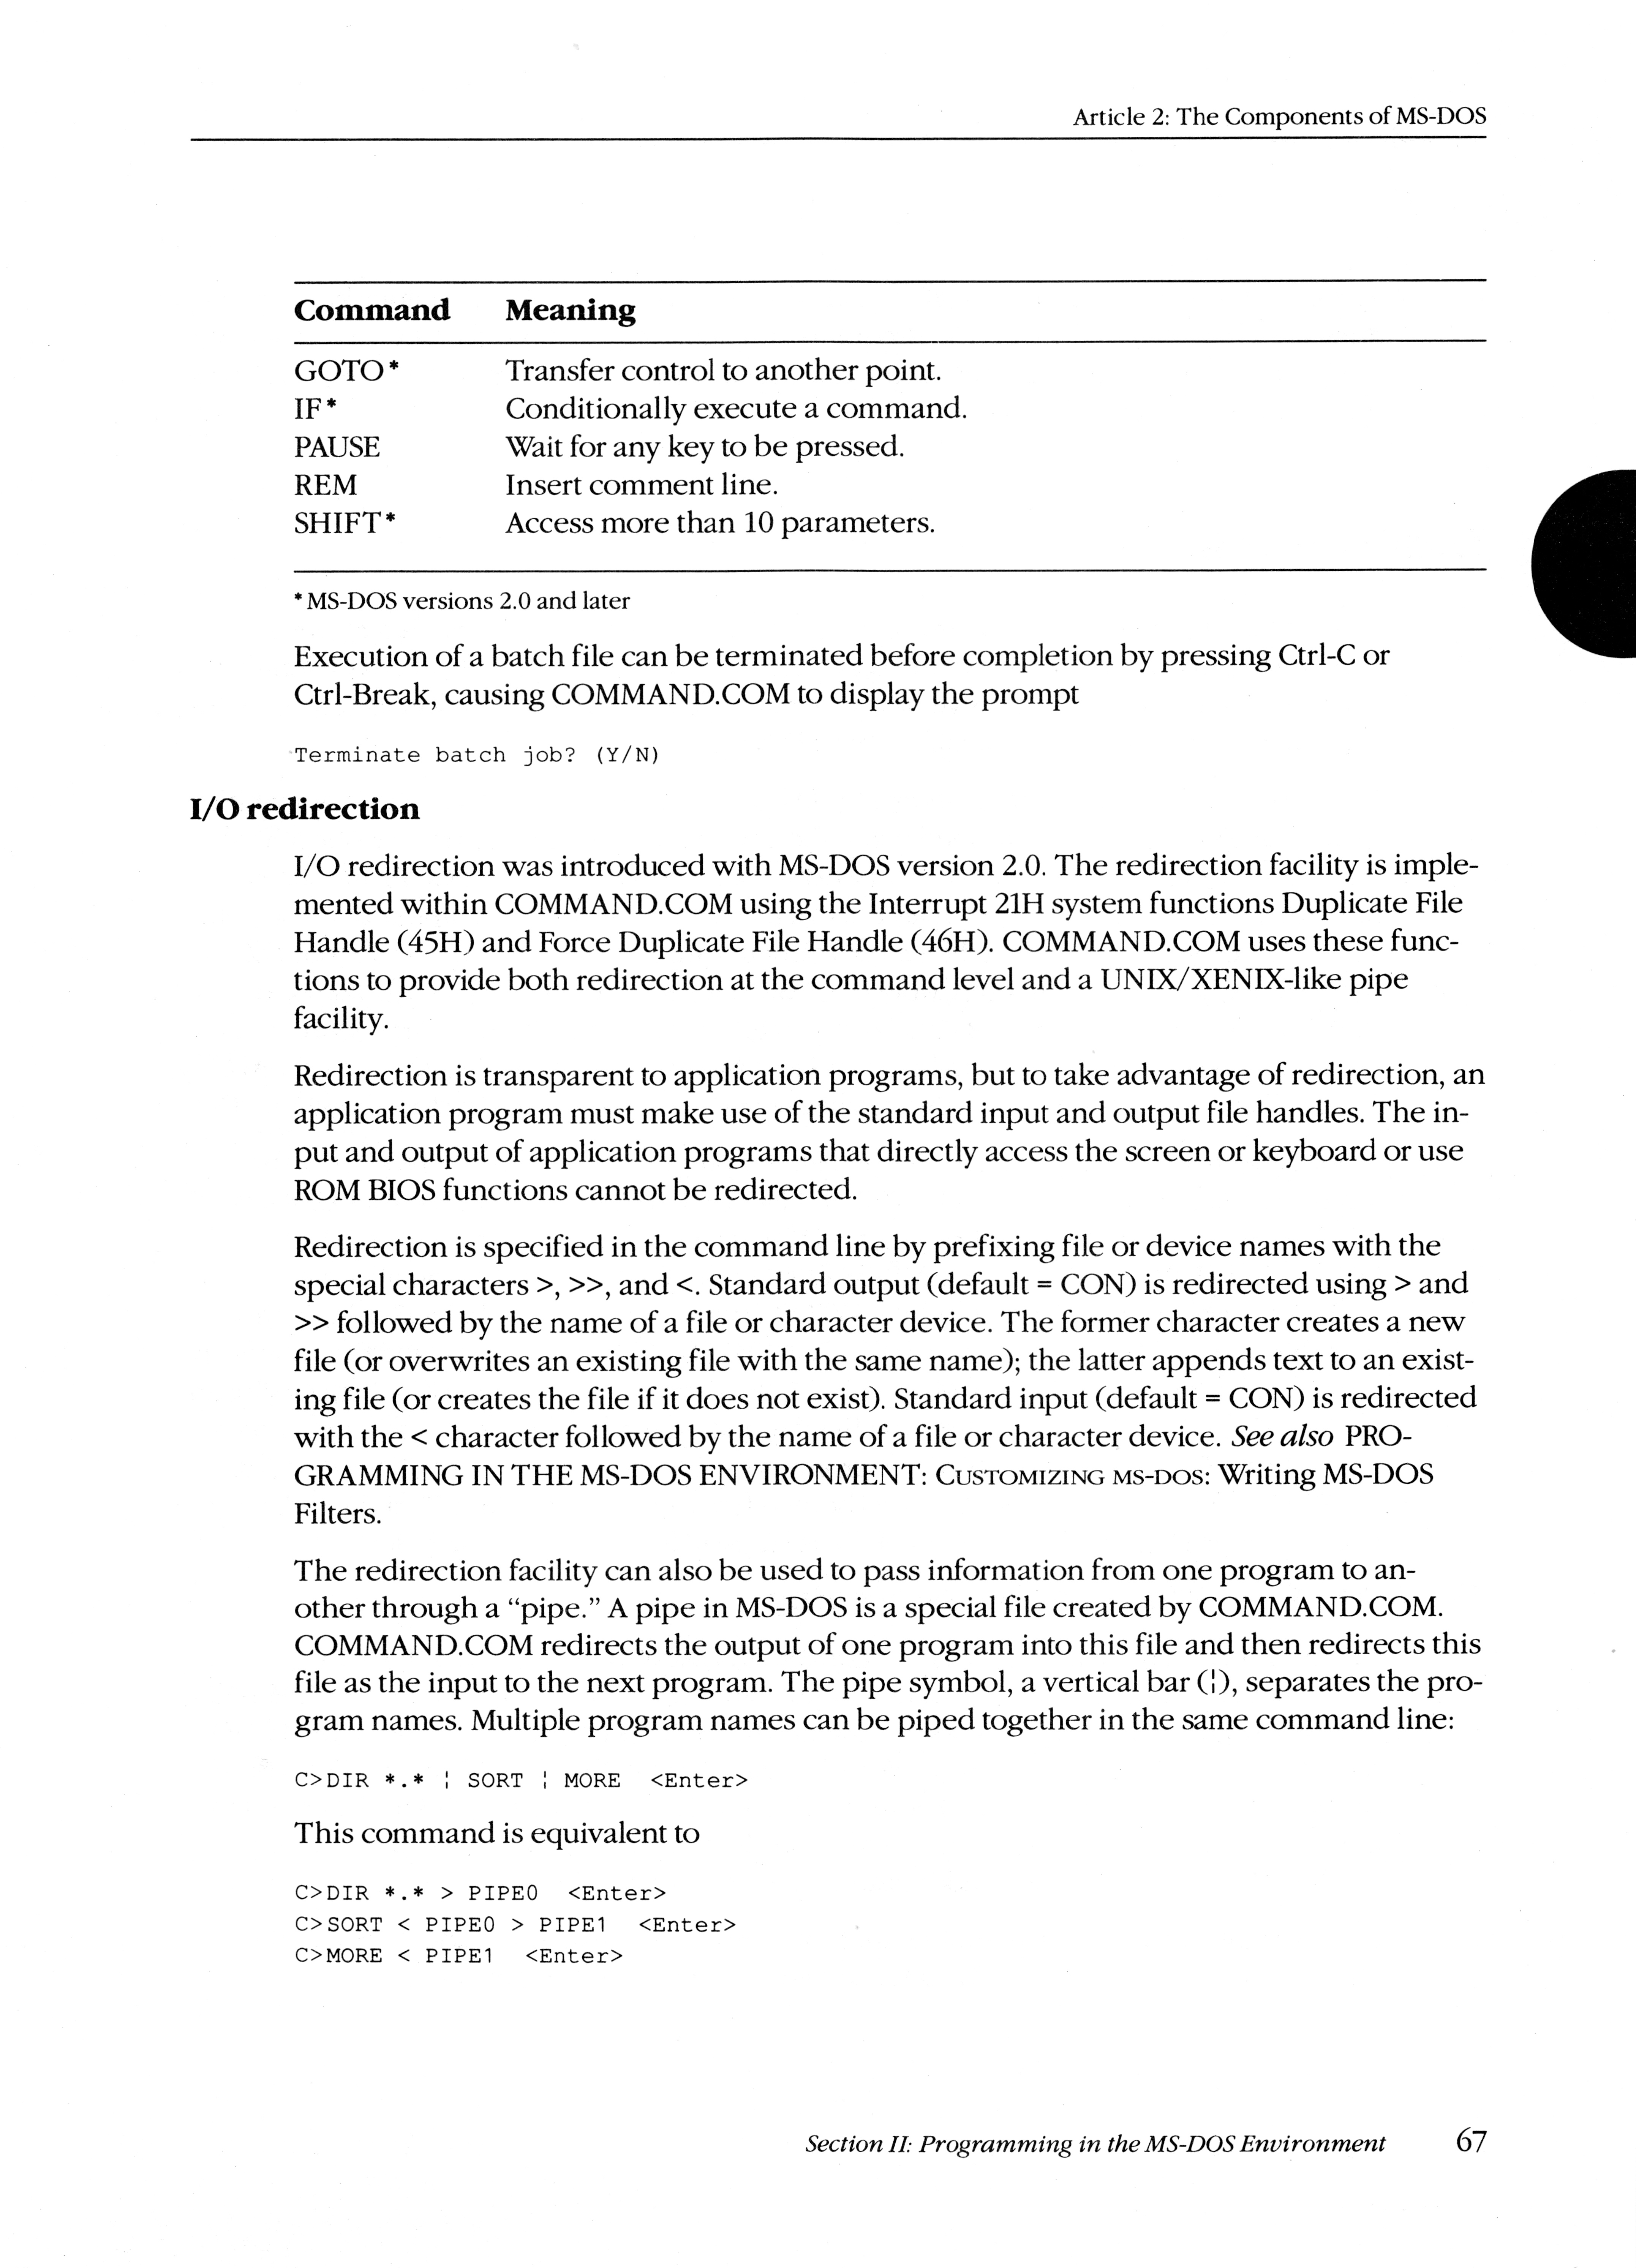 Article 2: The Components of MS-DOS
Command Meaning
GOTO* Transfer control to another point.
IF* Conditionally execute a command.
PAUSE Wait for any key to be pressed.
REM Insert comment line.
SHIFT* Access more than 10 parameters.
* MS-DOS versions 2.0 and later
Execution of a batch file can be terminated before completion by pressing Ctrl-C or
Ctrl-Break, causing COMMAND.COM to display the prompt
Terminate batch job? (Y/N)
I/O redirection
I/O redirection was introduced with MS-DOS version 2.0. The redirection facility is imple-
mented within COMMAND.COM using the Interrupt 21H system functions Duplicate File
Handle (45H) and Force Duplicate File Handle (46H). COMMAND.COM uses these func-
tions to provide both redirection at the command level and a UNIX/XENIX-like pipe
facility.
Redirection is transparent to application programs, but to take advantage of redirection, an
application program must make use of the standard input and output file handles. The in-
put and output of application programs that directly access the screen or keyboard or use
ROM BIOS functions cannot be redirected.
Redirection is specified in the command line by prefixing file or device names with the
special characters >, >>, and <. Standard output (default = CON) is redirected using > and
>> followed by the name of a file or character device. The former character creates a new
file (or overwrites an existing file with the same name); the latter appends text to an exist-
ing file (or creates the file if it does not exist). Standard input (default = CON) is redirected
with the < character followed by the name of a file or character device. See also PRO-
GRAMMING IN THE MS-DOS ENVIRONMENT: CUSTOMIZING MS-DOS: Writing MS-DOS
Filters.
The redirection facility can also be used to pass information from one program to an-
other through a “pipe.” A pipe in MS-DOS is a special file created by COMMAND.COM.
COMMAND.COM redirects the output of one program into this file and then redirects this
file as the input to the next program. The pipe symbol, a vertical bar (¦), separates the pro-
gram names. Multiple program names can be piped together in the same command line:
C>DIR *.* ¦ SORT ¦ MORE <Enter>
This command is equivalent to
C>DIR *.* > PIPE0 <Enter>
C>SORT < PIPE0 > PIPE1 <Enter>
C>MORE < PIPE1 <Enter>
Section II: Programming in the MS-DOS Environment 67